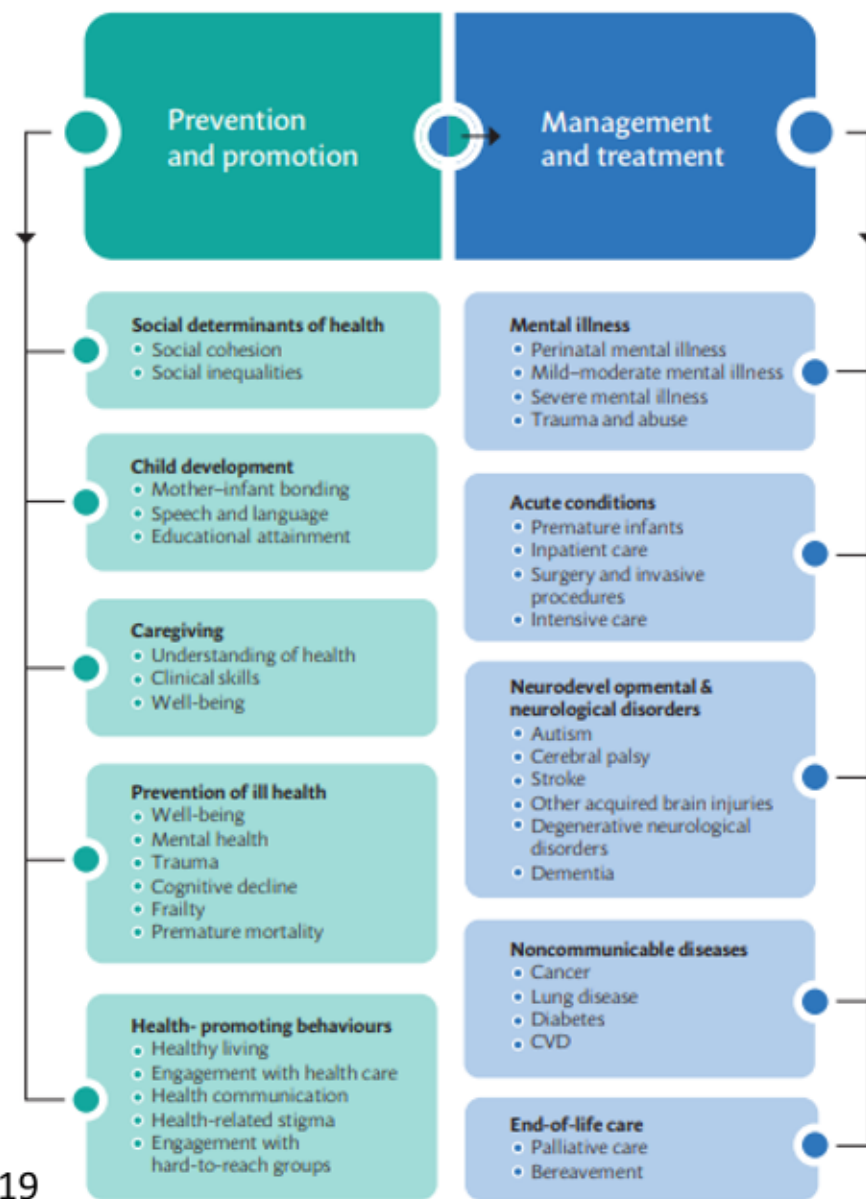 Prevention
and promotion
Management
and treatment
Social determinants of health
Social cohesion
Social inequalities
Child development
Mother–infant bonding
Speech and language
Educational attainment
Caregiving
Understanding of health
Clinical skills
Well-being
Prevention of ill health
Well-being
Mental health
Trauma
Cognitive decline
Frailty
Premature mortality
Health- promoting behaviours
Healthy living
Engagement with health care
Health communication
Health-related stigma
Engagement with
hard-to-reach groups
Mental illness
Perinatal mental illness
Mild–moderate mental illness
Severe mental illness
Trauma and abuse
Acute conditions
Premature infants
Inpatient care
Surgery and invasive
procedures
Intensive care
Neurodevel opmental &
neurological disorders
Autism
Cerebral palsy
Stroke
Other acquired brain injuries
Degenerative neurological
disorders
Dementia
Noncommunicable diseases
Cancer
Lung disease
Diabetes
CVD
End-of-life care
Palliative care
Bereavement
19